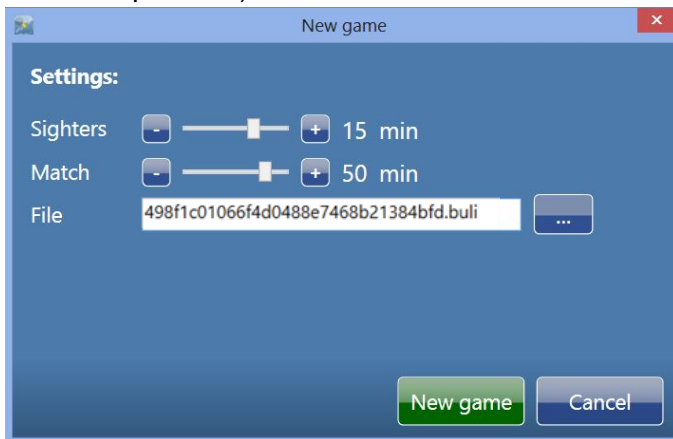 New game
Settings:
Sighters - + 15 min
Match - + 50 min
File 498f1c01066f4d0488e7468b21384bfd.buli ...
New game Cancel